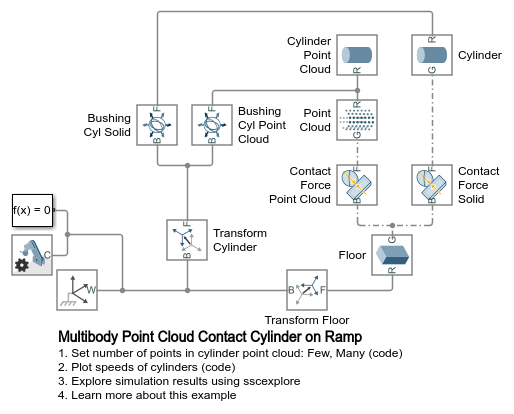 Cylinder
Point
Cloud
R
R
G
Cylinder
Bushing
Cyl Solid
F
B
F
B
Bushing
Cyl Point
Cloud
Point
Cloud
R
G
Contact
Force
Point Cloud
F
B
F
B
Contact
Force
Solid
f(x) = 0
C
F
B
Transform
Cylinder
Floor
G
R
W
B
F
Transform Floor
Multibody Point Cloud Contact Cylinder on Ramp
1. Set number of points in cylinder point cloud: Few, Many (code)
2. Plot speeds of cylinders (code)
3. Explore simulation results using sscexplore
4. Learn more about this example